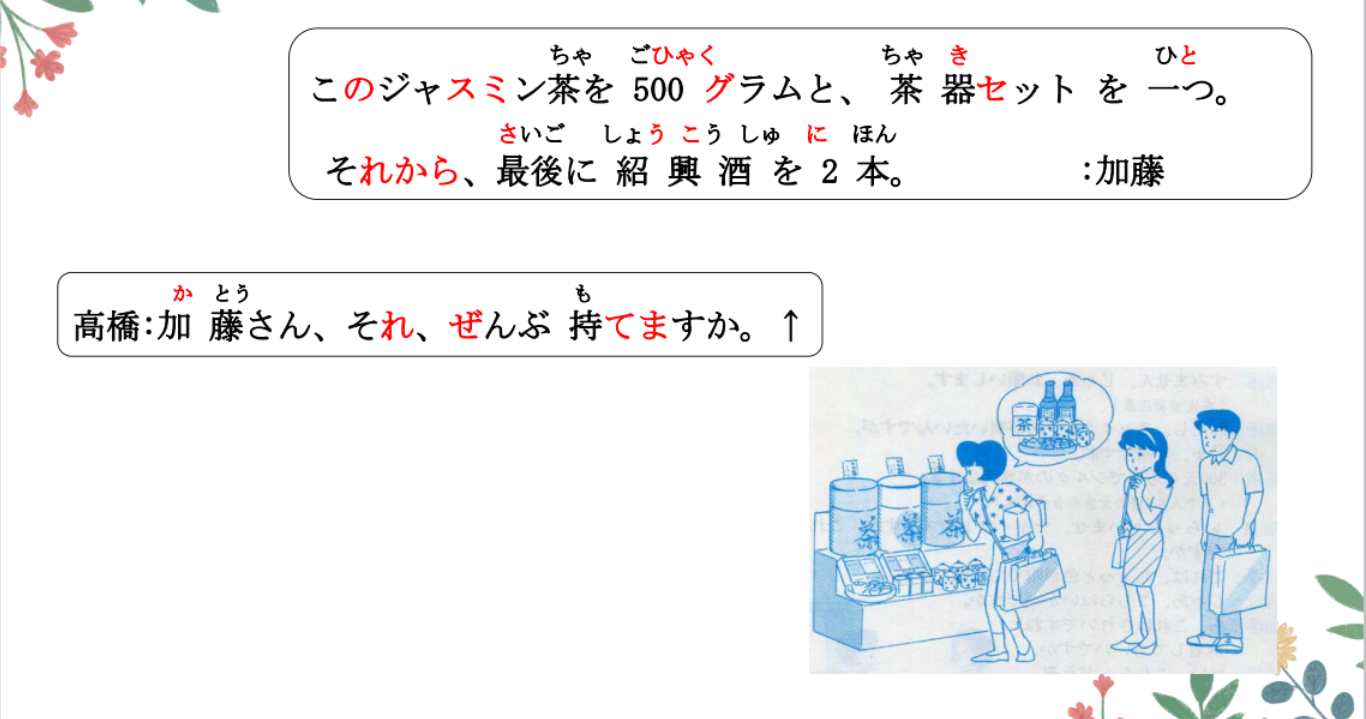 ちゃ ごひゃく ちゃ き ひと
このジャスミン茶を 500 グラムと、 茶 器セット を 一つ。
さいご しょう こう しゅ に ほん
それから、最後に 紹 興 酒 を 2 本。 :加藤
か とう も
高橋:加 藤さん、それ、ぜんぶ 持てますか。↑
茶
茶 茶 茶